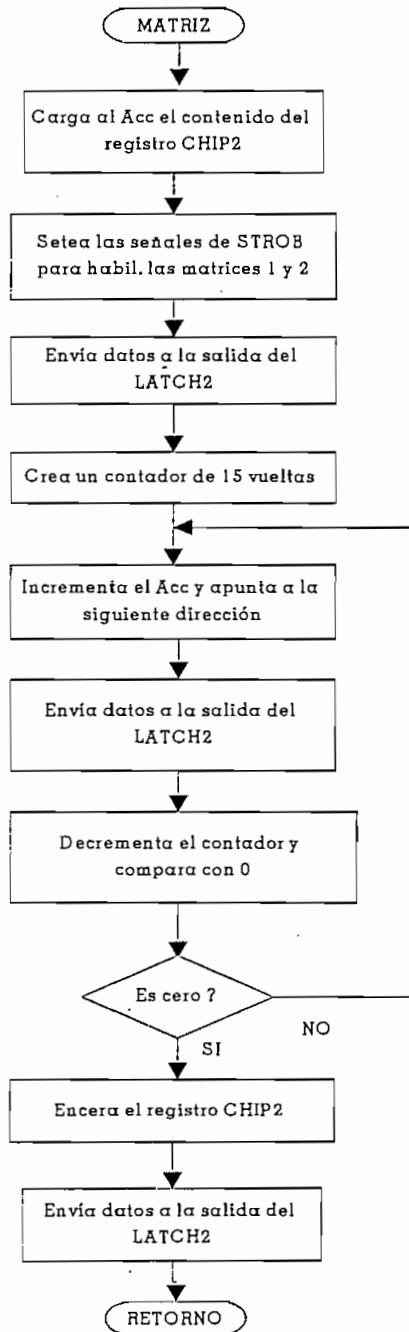 MATRIZ
Carga al Acc el contenido del
registro CHIP2
Setea las señales de STROB
para habil. las matrices 1 y 2
Envía datos a la salida del
LATCH2
Crea un contador de 15 vueltas
Incrementa el Acc y apunta a la
siguiente dirección
Envía datos a la salida del
LATCH2
Decrementa el contador y
compara con 0
Es cero ?
NO
SI
Encera el registro CHIP2
Envía datos a la salida del
LATCH2
RETORNO